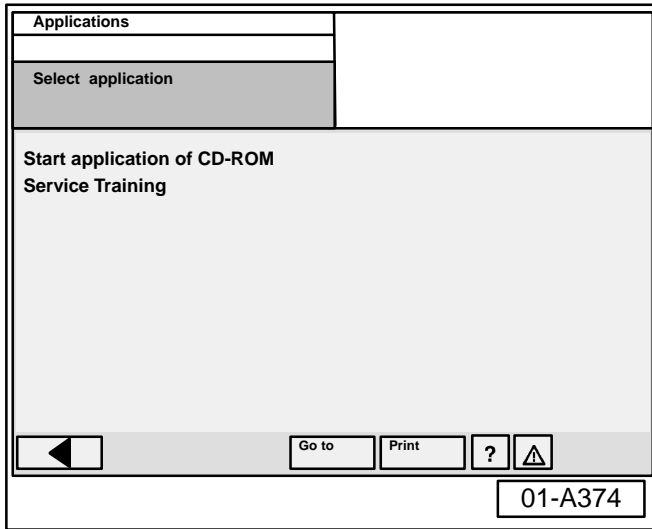 Applications
Select application
Start application of CD-ROM
Service Training
Go to
Print
?
01-A374